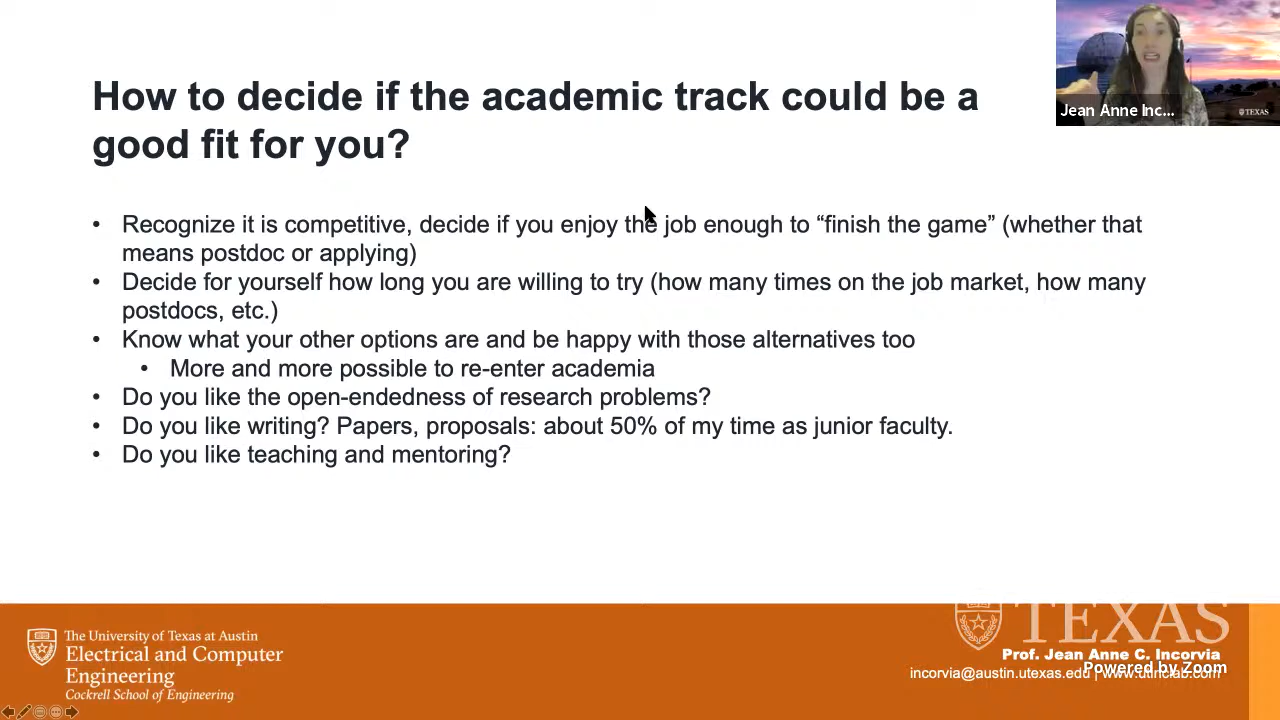 How to decide if the academic track could be a
good fit for you?
Jean Anne Inc...
TEXAS
• Recognize it is competitive, decide if you enjoy the job enough to “finish the game” (whether that
means postdoc or applying)
• Decide for yourself how long you are willing to try (how many times on the job market, how many
postdocs, etc.)
• Know what your other options are and be happy with those alternatives too
• More and more possible to re-enter academia
• Do you like the open-endedness of research problems?
• Do you like writing? Papers, proposals: about 50% of my time as junior faculty.
• Do you like teaching and mentoring?
The University of Texas at Austin
Electrical and Computer
Engineering
Cockrell School of Engineering
TEXAS
Prof. Jean Anne C. Incorvia
Powered by Zoom
incorvia@austin.utexas.edu | www.utinclab.com